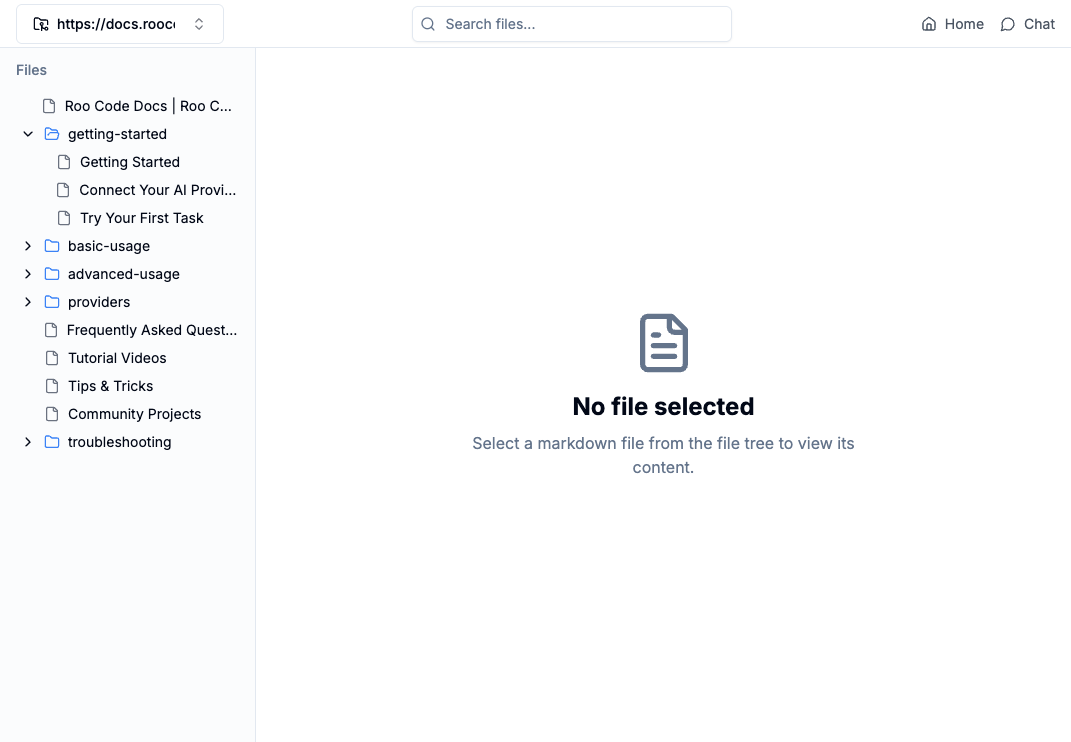 https://docs.rooc
Search files...
Home
Chat
Files
Roo Code Docs | Roo C...
getting-started
Getting Started
Connect Your AI Provi...
Try Your First Task
basic-usage
advanced-usage
providers
Frequently Asked Quest...
Tutorial Videos
Tips & Tricks
Community Projects
troubleshooting
No file selected
Select a markdown file from the file tree to view its
content.